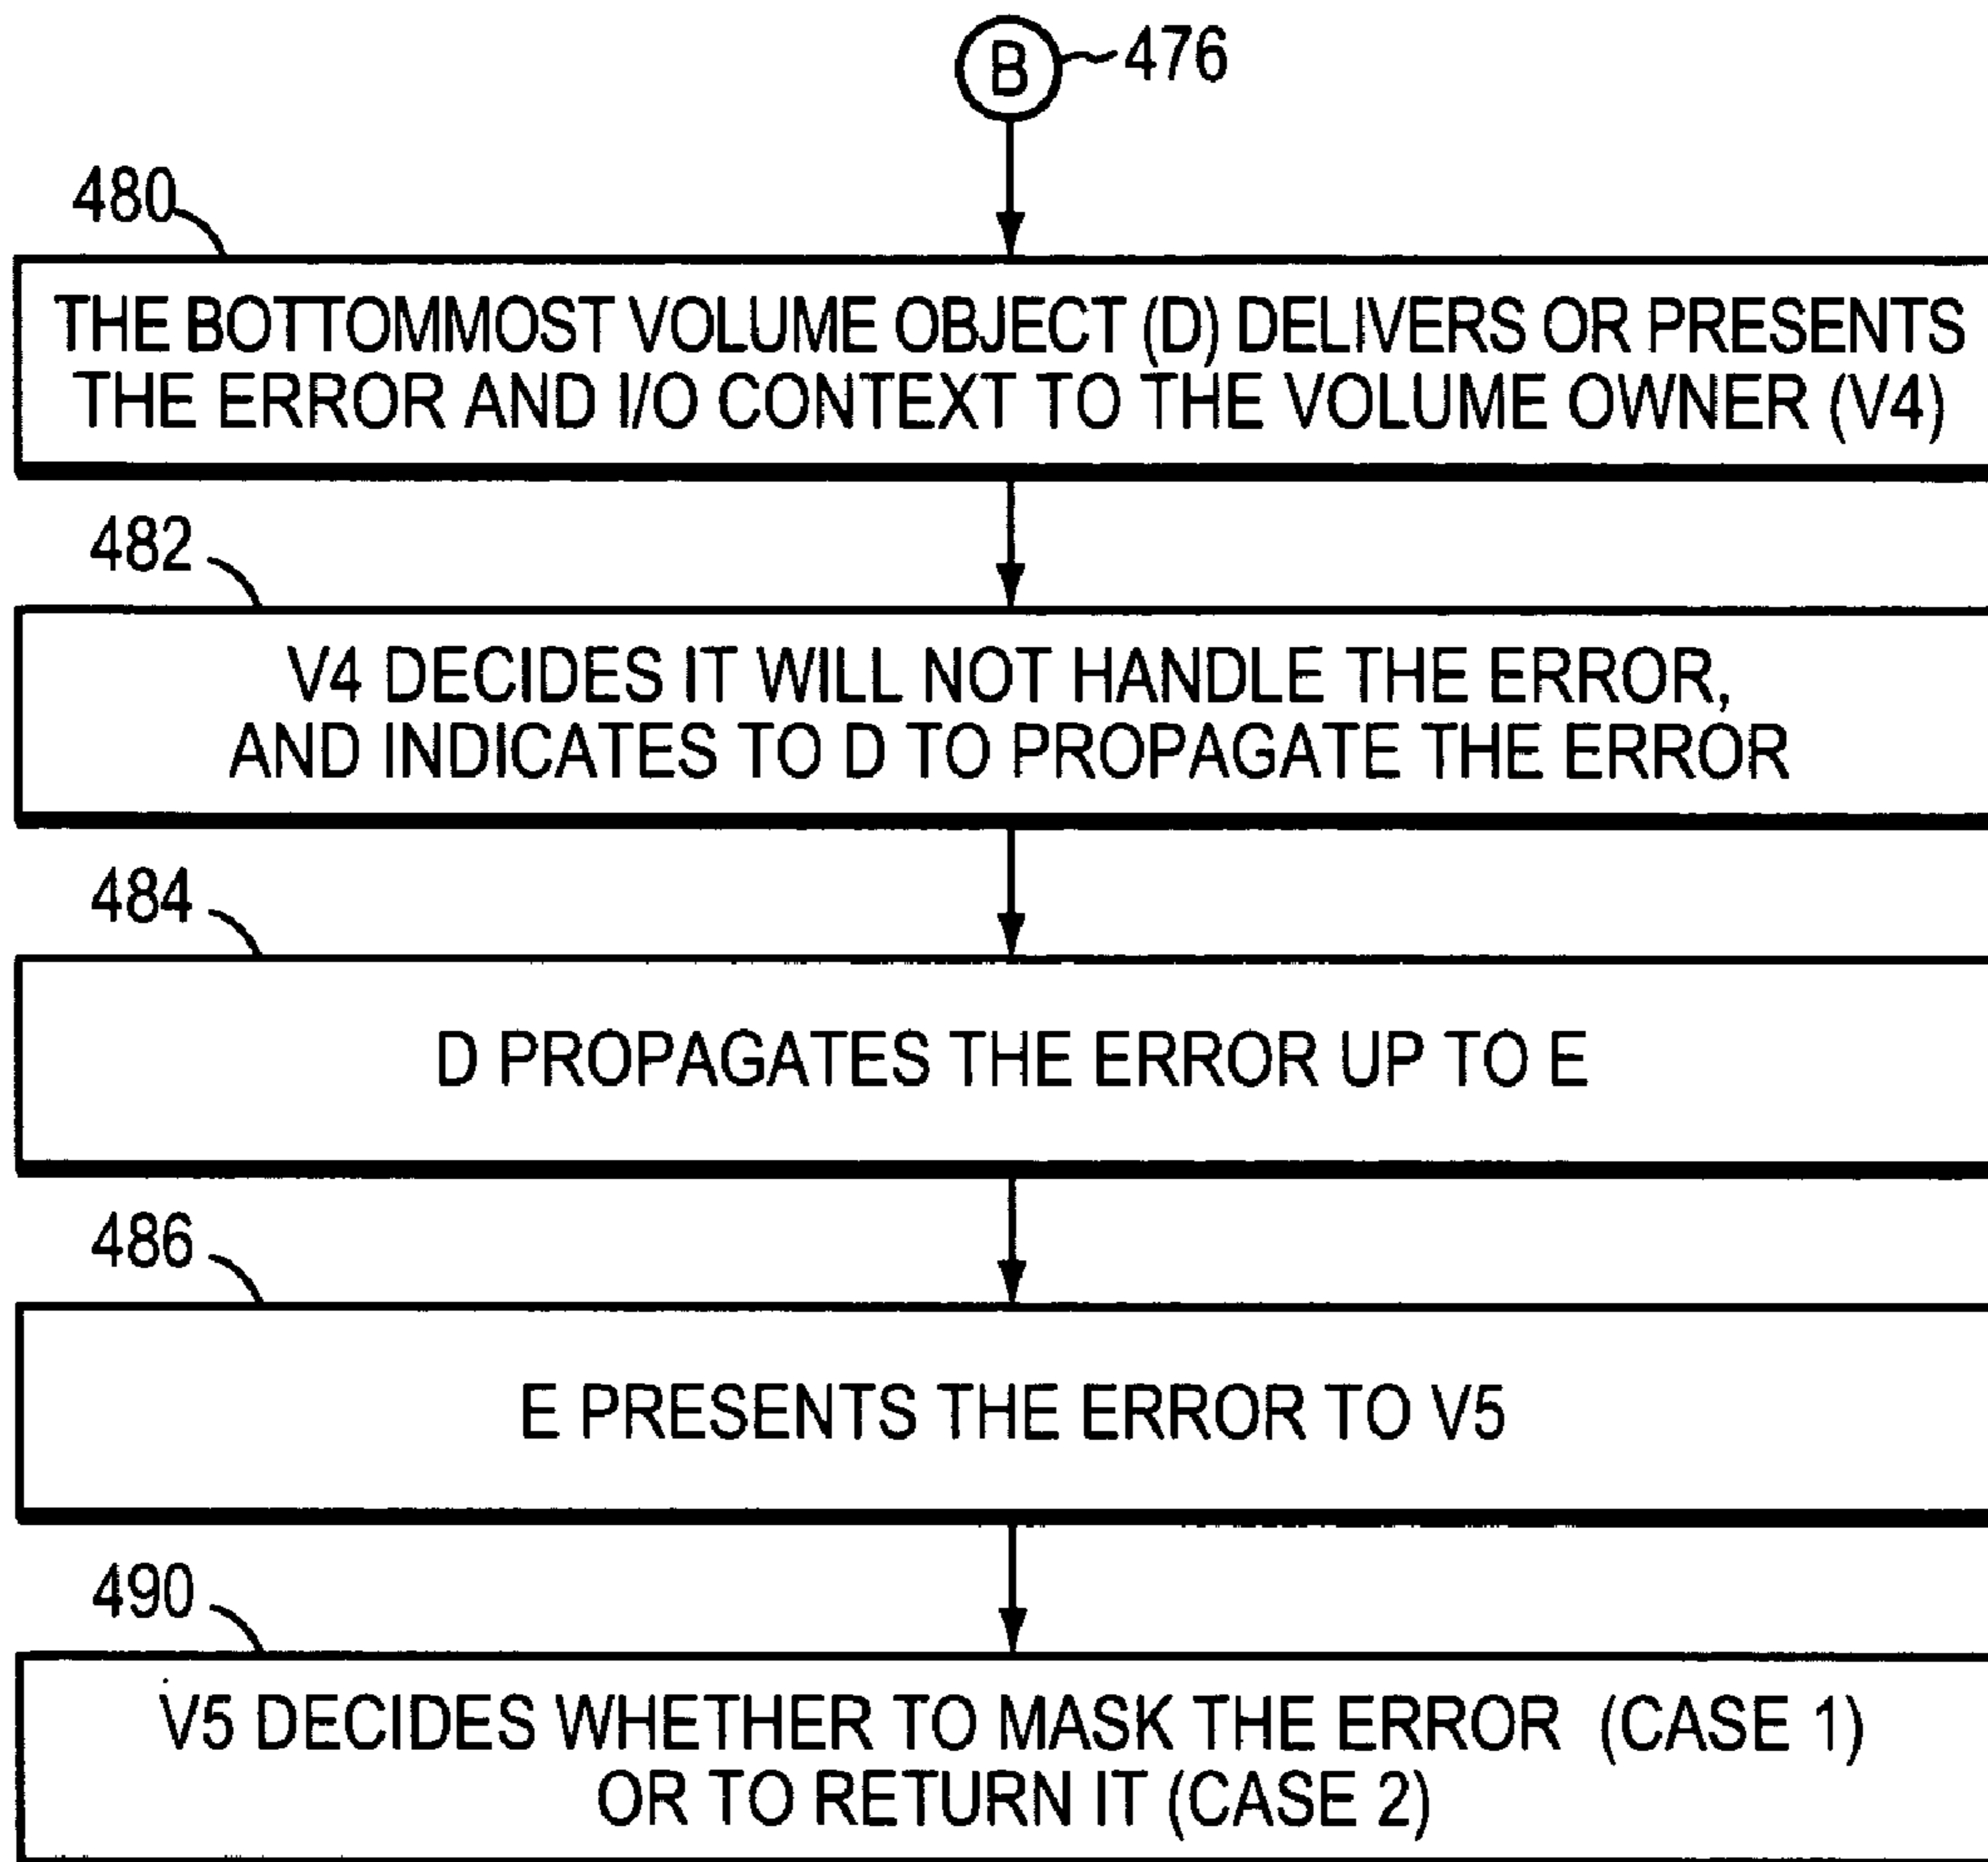 B 476
480
THE BOTTOMMOST VOLUME OBJECT (D) DELIVERS OR PRESENTS
THE ERROR AND I/O CONTEXT TO THE VOLUME OWNER (V4)
482
V4 DECIDES IT WILL NOT HANDLE THE ERROR,
AND INDICATES TO D TO PROPAGATE THE ERROR
484
D PROPAGATES THE ERROR UP TO E
486
E PRESENTS THE ERROR TO V5
490
V5 DECIDES WHETHER TO MASK THE ERROR (CASE 1)
OR TO RETURN IT (CASE 2)